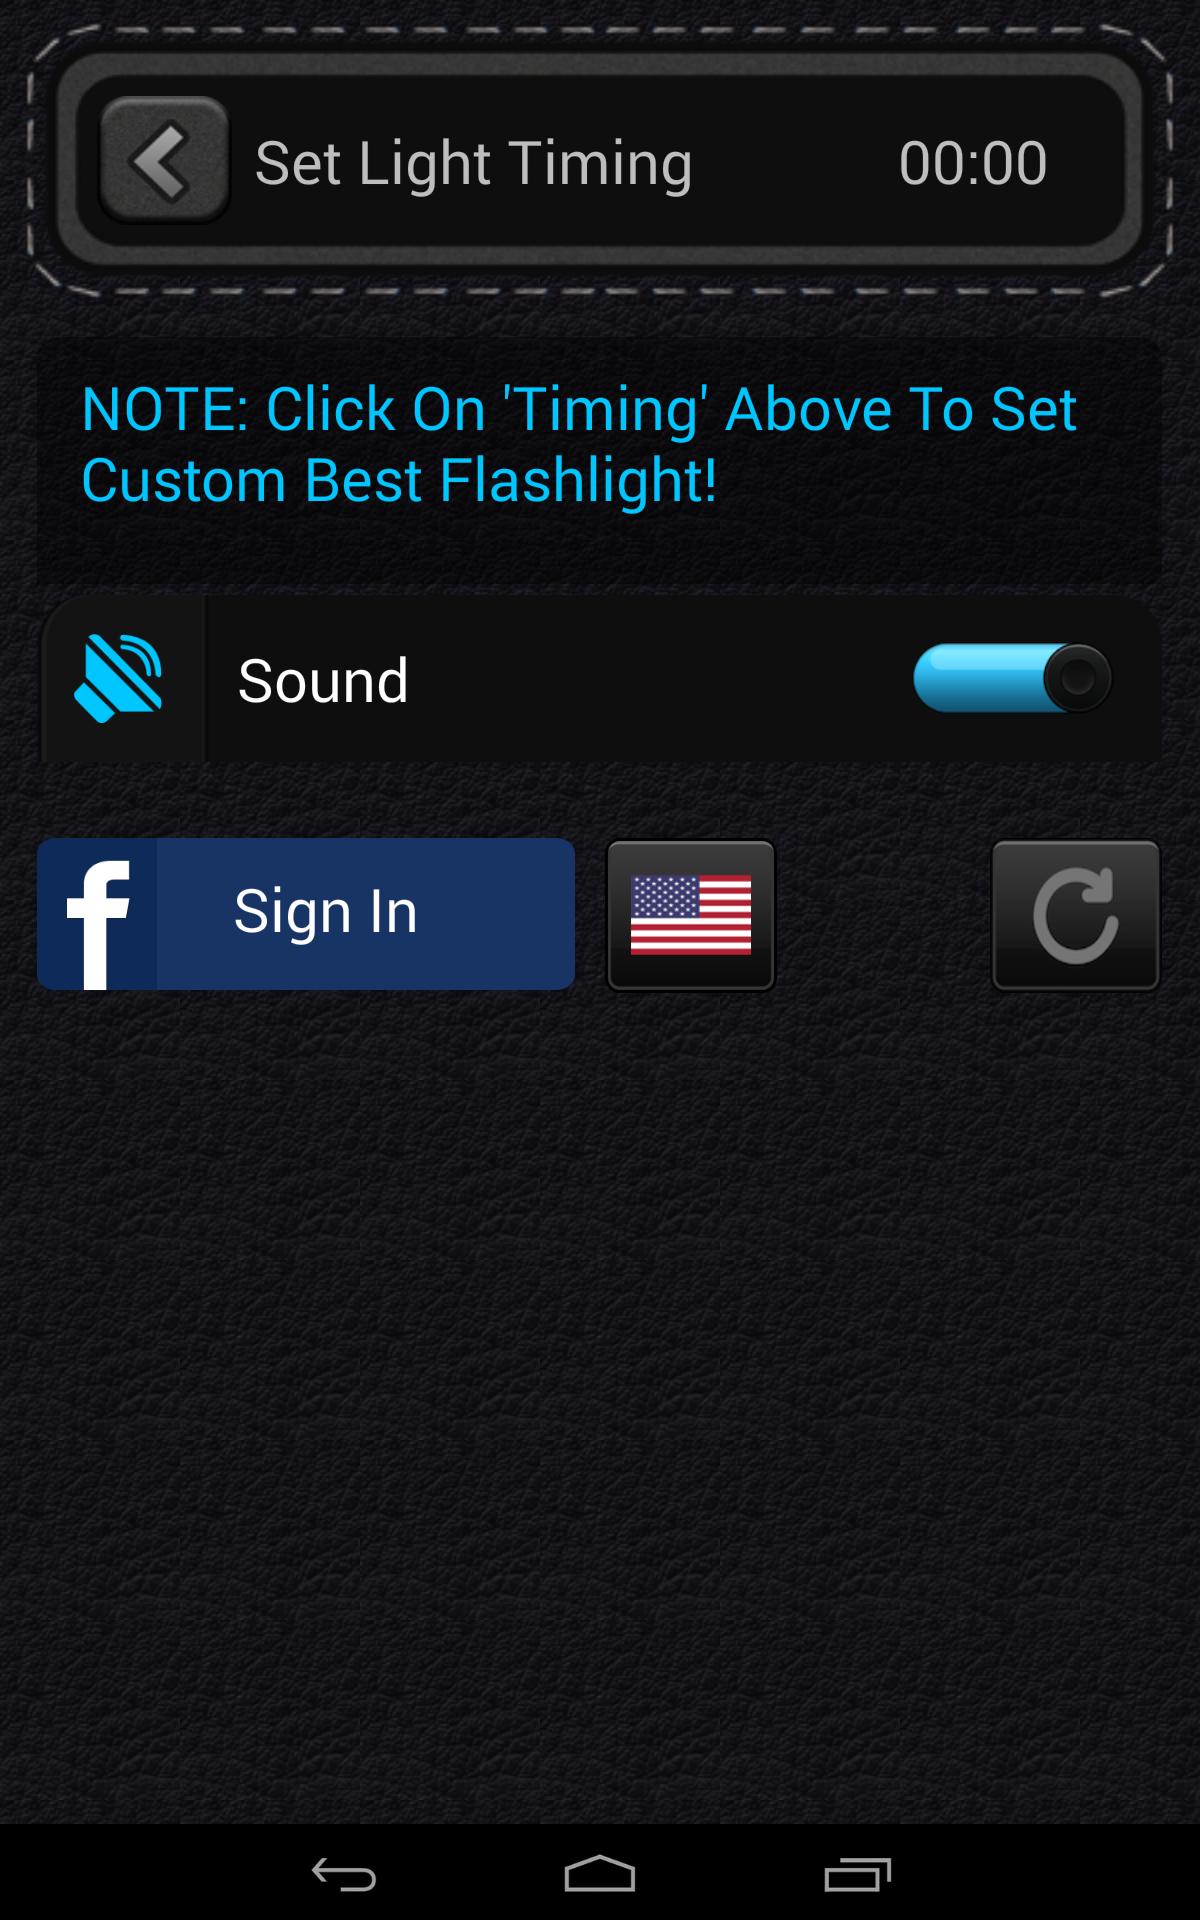 Set Light Timing 00:00
NOTE: Click On 'Timing' Above To Set
Custom Best Flashlight!
Sound
f Sign In